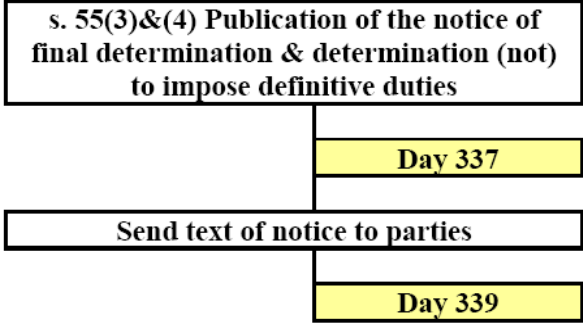 s. 55(3)&(4) Publication of the notice of
final determination & determination (not)
to impose definitive duties
Day 337
Send text of notice to parties
Day 339